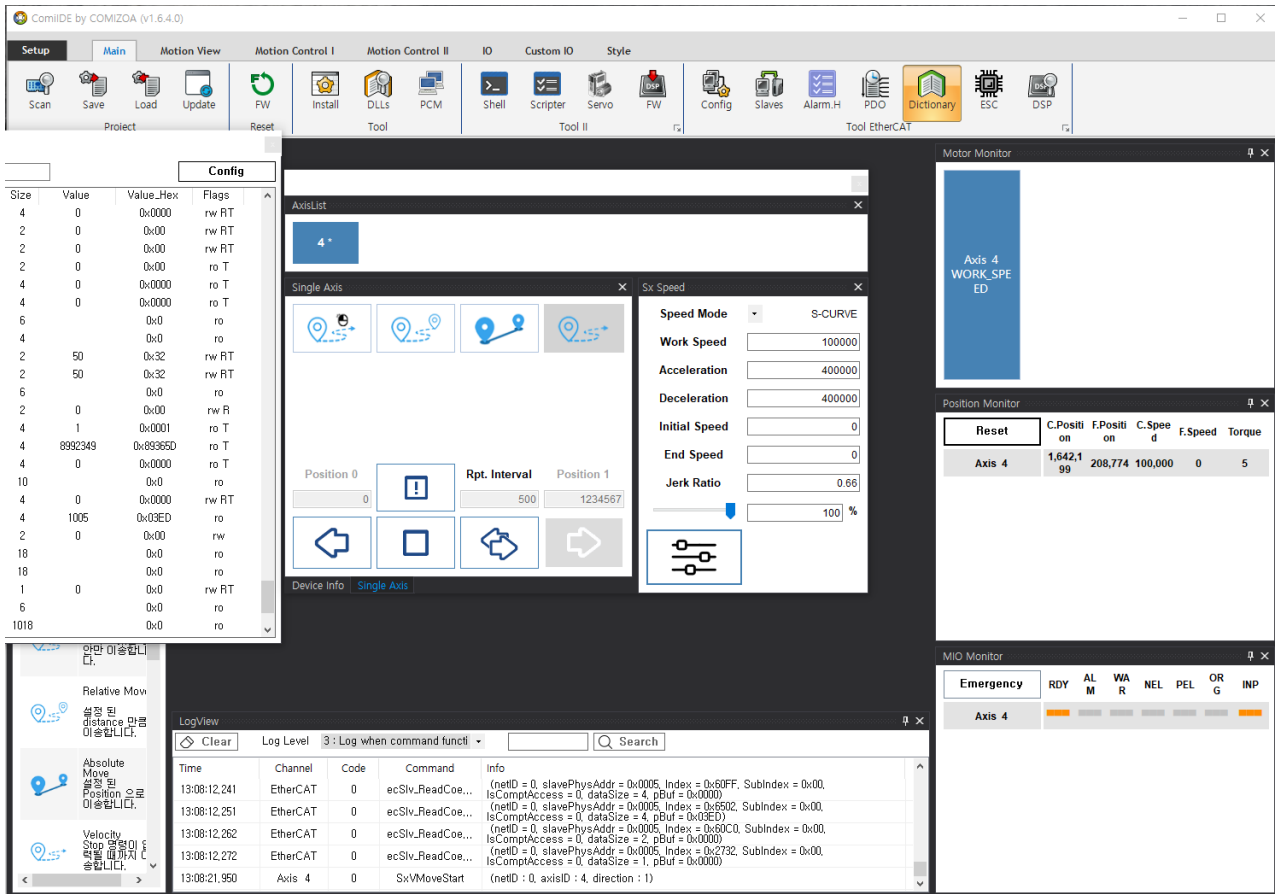 ComiIDE by COMIZOA (v1.6.4.0)
Setup Main Motion View Motion Control I Motion Control II IO Custom IO Style
Scan Save Load Update FW Install DLLs PCM Shell Scripter Servo FW Config Slaves Alarm.H PDO Dictionary ESC DSP
Project Reset Tool Tool II Tool EtherCAT
Config
Size Value Value_Hex Flags
4 0 0x0000 rw RT
2 0 0x00 rw RT
2 0 0x00 rw RT
2 0 0x00 ro T
4 0 0x0000 ro T
4 0 0x0000 ro T
6 0x0 ro
4 0x0 ro
2 50 0x32 rw RT
2 50 0x32 rw RT
6 0x0 ro
2 0 0x00 rw R
4 1 0x0001 ro T
4 8992349 0x89365D ro T
4 0 0x0000 ro T
10 0x0 ro
4 0 0x0000 rw RT
4 1005 0x03ED ro
2 0 0x00 rw
18 0x0 ro
18 0x0 ro
1 0 0x0 rw RT
6 0x0 ro
1018 0x0 ro
AxisList
4 *
Single Axis
Position 0 Rpt. Interval Position 1
0 500 1234567
Device Info Single Axis
Sx Speed
Speed Mode S-CURVE
Work Speed 100000
Acceleration 400000
Deceleration 400000
Initial Speed 0
End Speed 0
Jerk Ratio 0.66
100 %
Motor Monitor
Axis 4
WORK_SPE
ED
Position Monitor
Reset C.Positi
on F.Positi
on C.Spee
d F.Speed Torque
Axis 4 1,642,1
99 208,774 100,000 0 5
MIO Monitor
Emergency RDY AL
M WA
R NEL PEL OR
G INP
Axis 4
안만 이송합니
다.
Relative Mov
설정 된
distance 만큼
이송합니다.
Absolute
Move
설정 된
Position 으로
이송합니다.
Velocity
Stop 명령이
력될 때까지
송합니다.
LogView
Clear Log Level 3 : Log when command functi Search
Time Channel Code Command Info
13:08:12,241 EtherCAT 0 ecSlv_ReadCoe... (netID = 0, slavePhysAddr = 0x0005, Index = 0x60FF, SubIndex = 0x00,
IsComptAccess = 0, dataSize = 4, pBuf = 0x0000)
13:08:12,251 EtherCAT 0 ecSlv_ReadCoe... (netID = 0, slavePhysAddr = 0x0005, Index = 0x6502, SubIndex = 0x00,
IsComptAccess = 0, dataSize = 4, pBuf = 0x03ED)
13:08:12,262 EtherCAT 0 ecSlv_ReadCoe... (netID = 0, slavePhysAddr = 0x0005, Index = 0x60C0, SubIndex = 0x00,
IsComptAccess = 0, dataSize = 2, pBuf = 0x0000)
13:08:12,272 EtherCAT 0 ecSlv_ReadCoe... (netID = 0, slavePhysAddr = 0x0005, Index = 0x2732, SubIndex = 0x00,
IsComptAccess = 0, dataSize = 1, pBuf = 0x0000)
13:08:21,950 Axis 4 0 SxVMoveStart (netID : 0, axisID : 4, direction : 1)